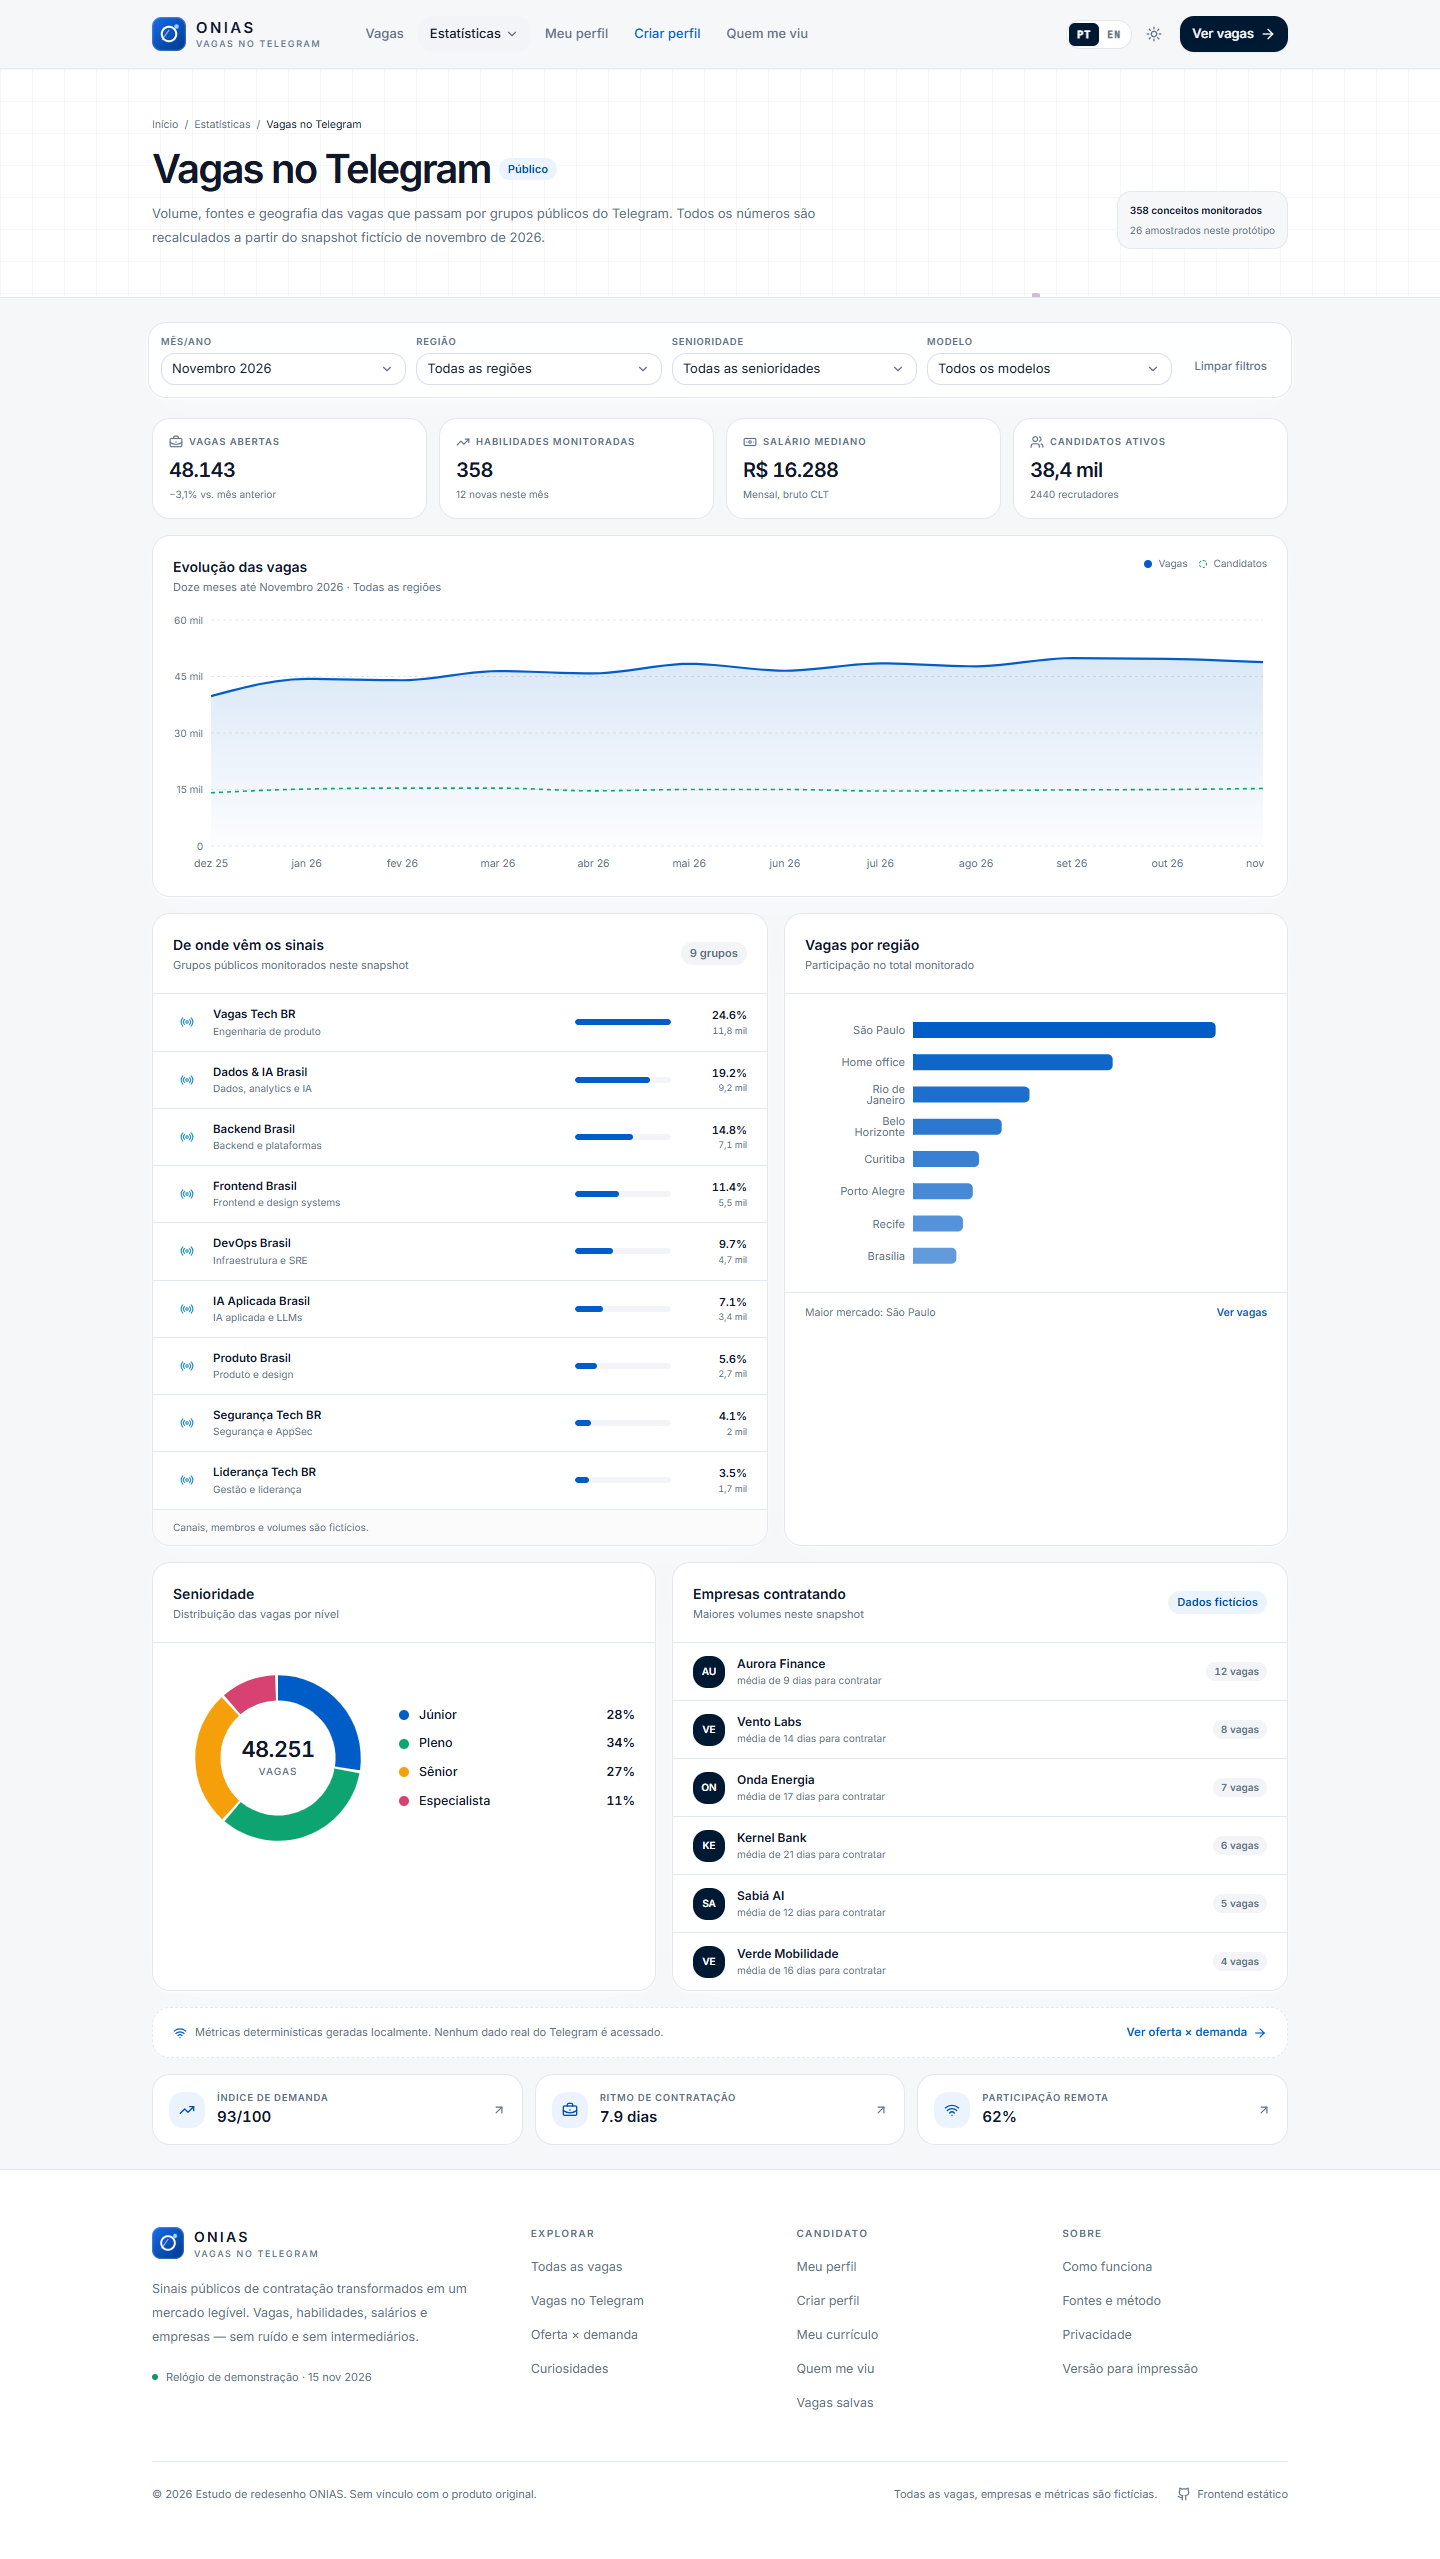 ONIAS
VAGAS NO TELEGRAM
Vagas
Estatísticas
Meu perfil
Criar perfil
Quem me viu
PT
EN
Ver vagas
Início / Estatísticas / Vagas no Telegram
Vagas no Telegram
Público
Volume, fontes e geografia das vagas que passam por grupos públicos do Telegram. Todos os números são
recalculados a partir do snapshot fictício de novembro de 2026.
358 conceitos monitorados
26 amostrados neste protótipo
MÊS/ANO
Novembro 2026
REGIÃO
Todas as regiões
SENIORIDADE
Todas as senioridades
MODELO
Todos os modelos
Limpar filtros
VAGAS ABERTAS
48.143
−3,1% vs. mês anterior
HABILIDADES MONITORADAS
358
12 novas neste mês
SALÁRIO MEDIANO
R$ 16.288
Mensal, bruto CLT
CANDIDATOS ATIVOS
38,4 mil
2440 recrutadores
Evolução das vagas
Doze meses até Novembro 2026 · Todas as regiões
Vagas
Candidatos
60 mil
45 mil
30 mil
15 mil
0
dez 25
jan 26
fev 26
mar 26
abr 26
mai 26
jun 26
jul 26
ago 26
set 26
out 26
nov
De onde vêm os sinais
Grupos públicos monitorados neste snapshot
9 grupos
Vagas Tech BR
Engenharia de produto
24.6%
11,8 mil
Dados & IA Brasil
Dados, analytics e IA
19.2%
9,2 mil
Backend Brasil
Backend e plataformas
14.8%
7,1 mil
Frontend Brasil
Frontend e design systems
11.4%
5,5 mil
DevOps Brasil
Infraestrutura e SRE
9.7%
4,7 mil
IA Aplicada Brasil
IA aplicada e LLMs
7.1%
3,4 mil
Produto Brasil
Produto e design
5.6%
2,7 mil
Segurança Tech BR
Segurança e AppSec
4.1%
2 mil
Liderança Tech BR
Gestão e liderança
3.5%
1,7 mil
Canais, membros e volumes são fictícios.
Vagas por região
Participação no total monitorado
São Paulo
Home office
Rio de
Janeiro
Belo
Horizonte
Curitiba
Porto Alegre
Recife
Brasília
Maior mercado: São Paulo
Ver vagas
Senioridade
Distribuição das vagas por nível
48.251
VAGAS
Júnior
28%
Pleno
34%
Sênior
27%
Especialista
11%
Empresas contratando
Maiores volumes neste snapshot
Dados fictícios
AU
Aurora Finance
média de 9 dias para contratar
12 vagas
VE
Vento Labs
média de 14 dias para contratar
8 vagas
ON
Onda Energia
média de 17 dias para contratar
7 vagas
KE
Kernel Bank
média de 21 dias para contratar
6 vagas
SA
Sabiá AI
média de 12 dias para contratar
5 vagas
VE
Verde Mobilidade
média de 16 dias para contratar
4 vagas
Métricas determinísticas geradas localmente. Nenhum dado real do Telegram é acessado.
Ver oferta × demanda
ÍNDICE DE DEMANDA
93/100
RITMO DE CONTRATAÇÃO
7.9 dias
PARTICIPAÇÃO REMOTA
62%
ONIAS
VAGAS NO TELEGRAM
Sinais públicos de contratação transformados em um
mercado legível. Vagas, habilidades, salários e
empresas — sem ruído e sem intermediários.
Relógio de demonstração · 15 nov 2026
EXPLORAR
Todas as vagas
Vagas no Telegram
Oferta × demanda
Curiosidades
CANDIDATO
Meu perfil
Criar perfil
Meu currículo
Quem me viu
Vagas salvas
SOBRE
Como funciona
Fontes e método
Privacidade
Versão para impressão
© 2026 Estudo de redesenho ONIAS. Sem vínculo com o produto original.
Todas as vagas, empresas e métricas são fictícias.
Frontend estático